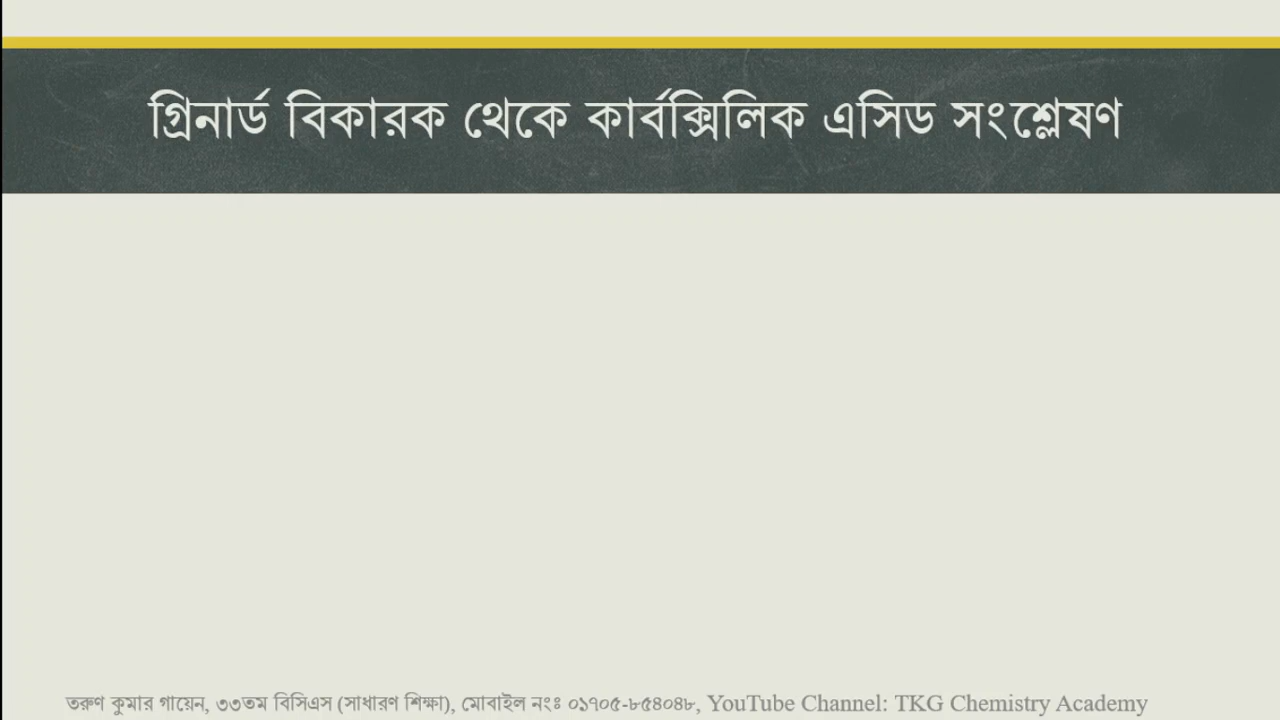 গ্রিনার্ড বিকারক থেকে কার্বক্সিলিক এসিড সংশ্লেষণ
তরুণ কুমার গায়েন, ৩৩তম বিসিএস (সাধারণ শিক্ষা), মোবাইল নংঃ ০১৭০৫-৮৫৪০৪৮, YouTube Channel: TKG Chemistry Academy